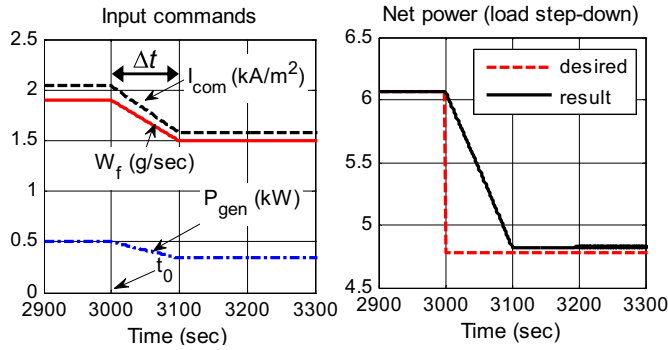 Input commands
2.5
2
1.5
1
0.5
0
Δt
I_com (kA/m²)
W_f (g/sec)
P_gen (kW)
t_0
2900 3000 3100 3200 3300
Time (sec)
Net power (load step-down)
6.5
6
5.5
5
4.5
desired
result
2900 3000 3100 3200 3300
Time (sec)